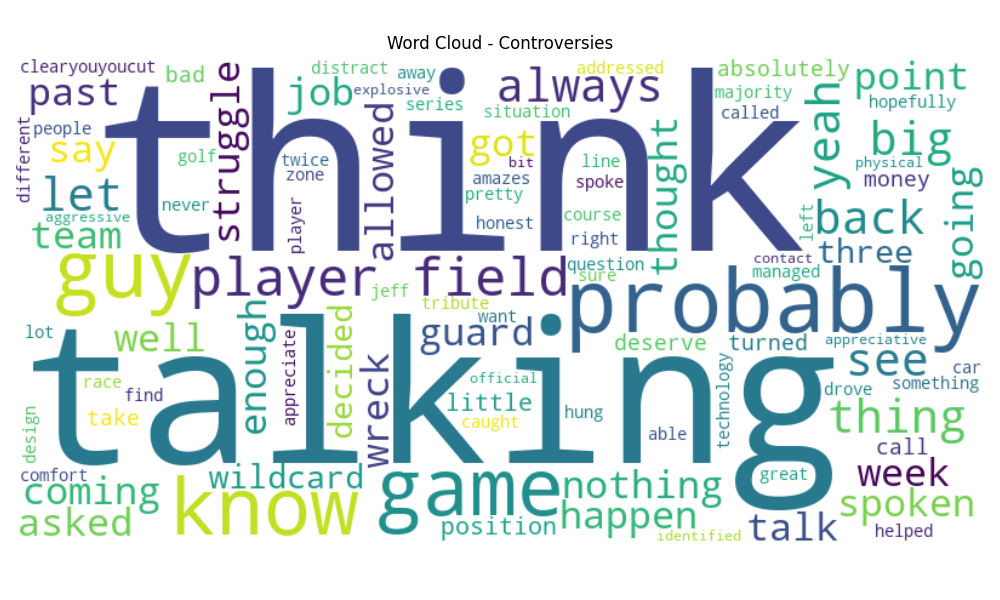 Word Cloud - Controversies
clearyouyoucut
bad
distract
away
addressed
absolutely
point
past
struggle
job
explosive
always
majority
hopefully
think
series
called
different
people
say
golf
twice
zone
allowed
situation
got
bit
line
thought
yeah
big
physical
money
let
never
amazes
pretty
spoke
aggressive
team
player
honest
course
right
left
back
going
three
guy
player field
question
contact
managed
sure
jeff
tribute
want
probably
lot
well
enough
appreciate
decided
guard
deserve
turned
appreciative
see
car
something
race
find
take
talking
wreck
official
little
caught
hung
able
technology
drove
thing
design
call
comfort
coming
wildcard
great
week
asked
know
game
nothing
happen
position
identified
talk
spoken
helped